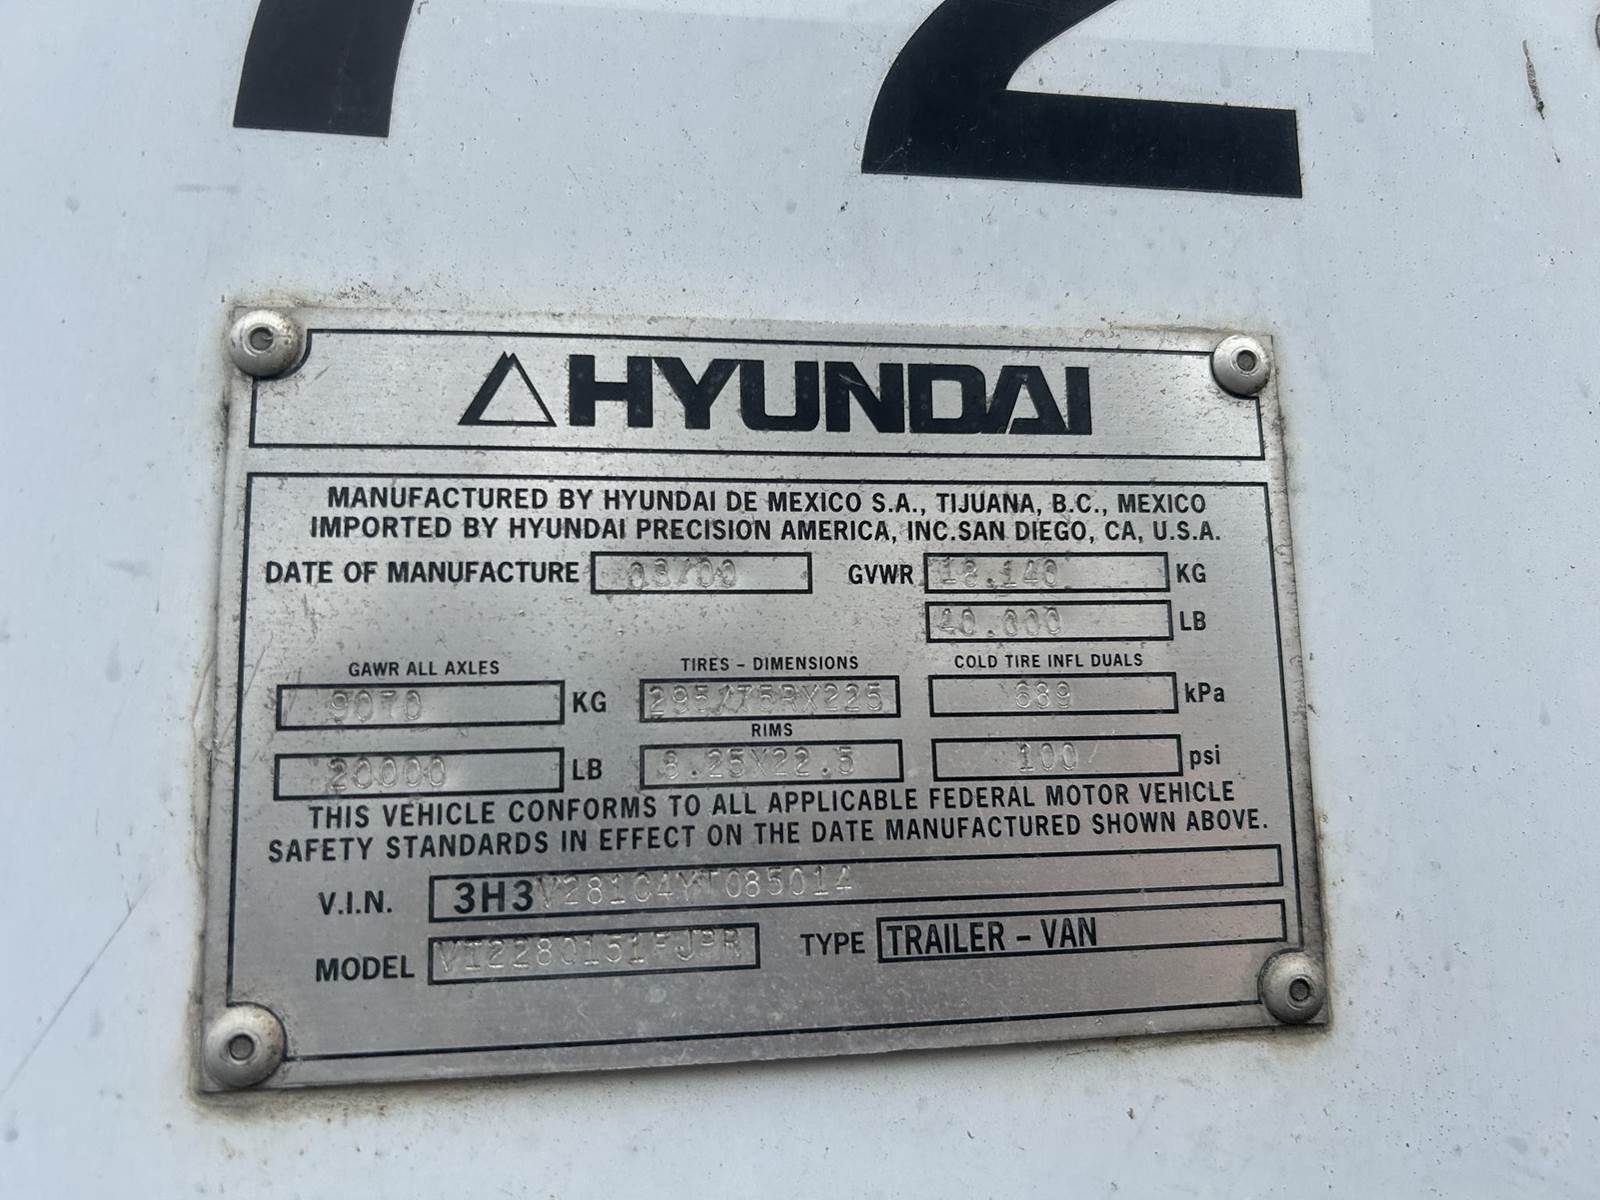 2
HYUNDAI
MANUFACTURED BY HYUNDAI DE MEXICO S.A., TIJUANA, B.C., MEXICO
IMPORTED BY HYUNDAI PRECISION AMERICA, INC.SAN DIEGO, CA, U.S.A.
DATE OF MANUFACTURE 03/00 GVWR 18.140 KG
40.000 LB
GAWR ALL AXLES TIRES - DIMENSIONS COLD TIRE INFL DUALS
9070 KG 295/75RX225 689 kPa
RIMS
20000 LB 8.25X22.5 100 psi
THIS VEHICLE CONFORMS TO ALL APPLICABLE FEDERAL MOTOR VEHICLE
SAFETY STANDARDS IN EFFECT ON THE DATE MANUFACTURED SHOWN ABOVE.
V.I.N. 3H3V281C4YT085014
MODEL VI2280151FJPR TYPE TRAILER - VAN